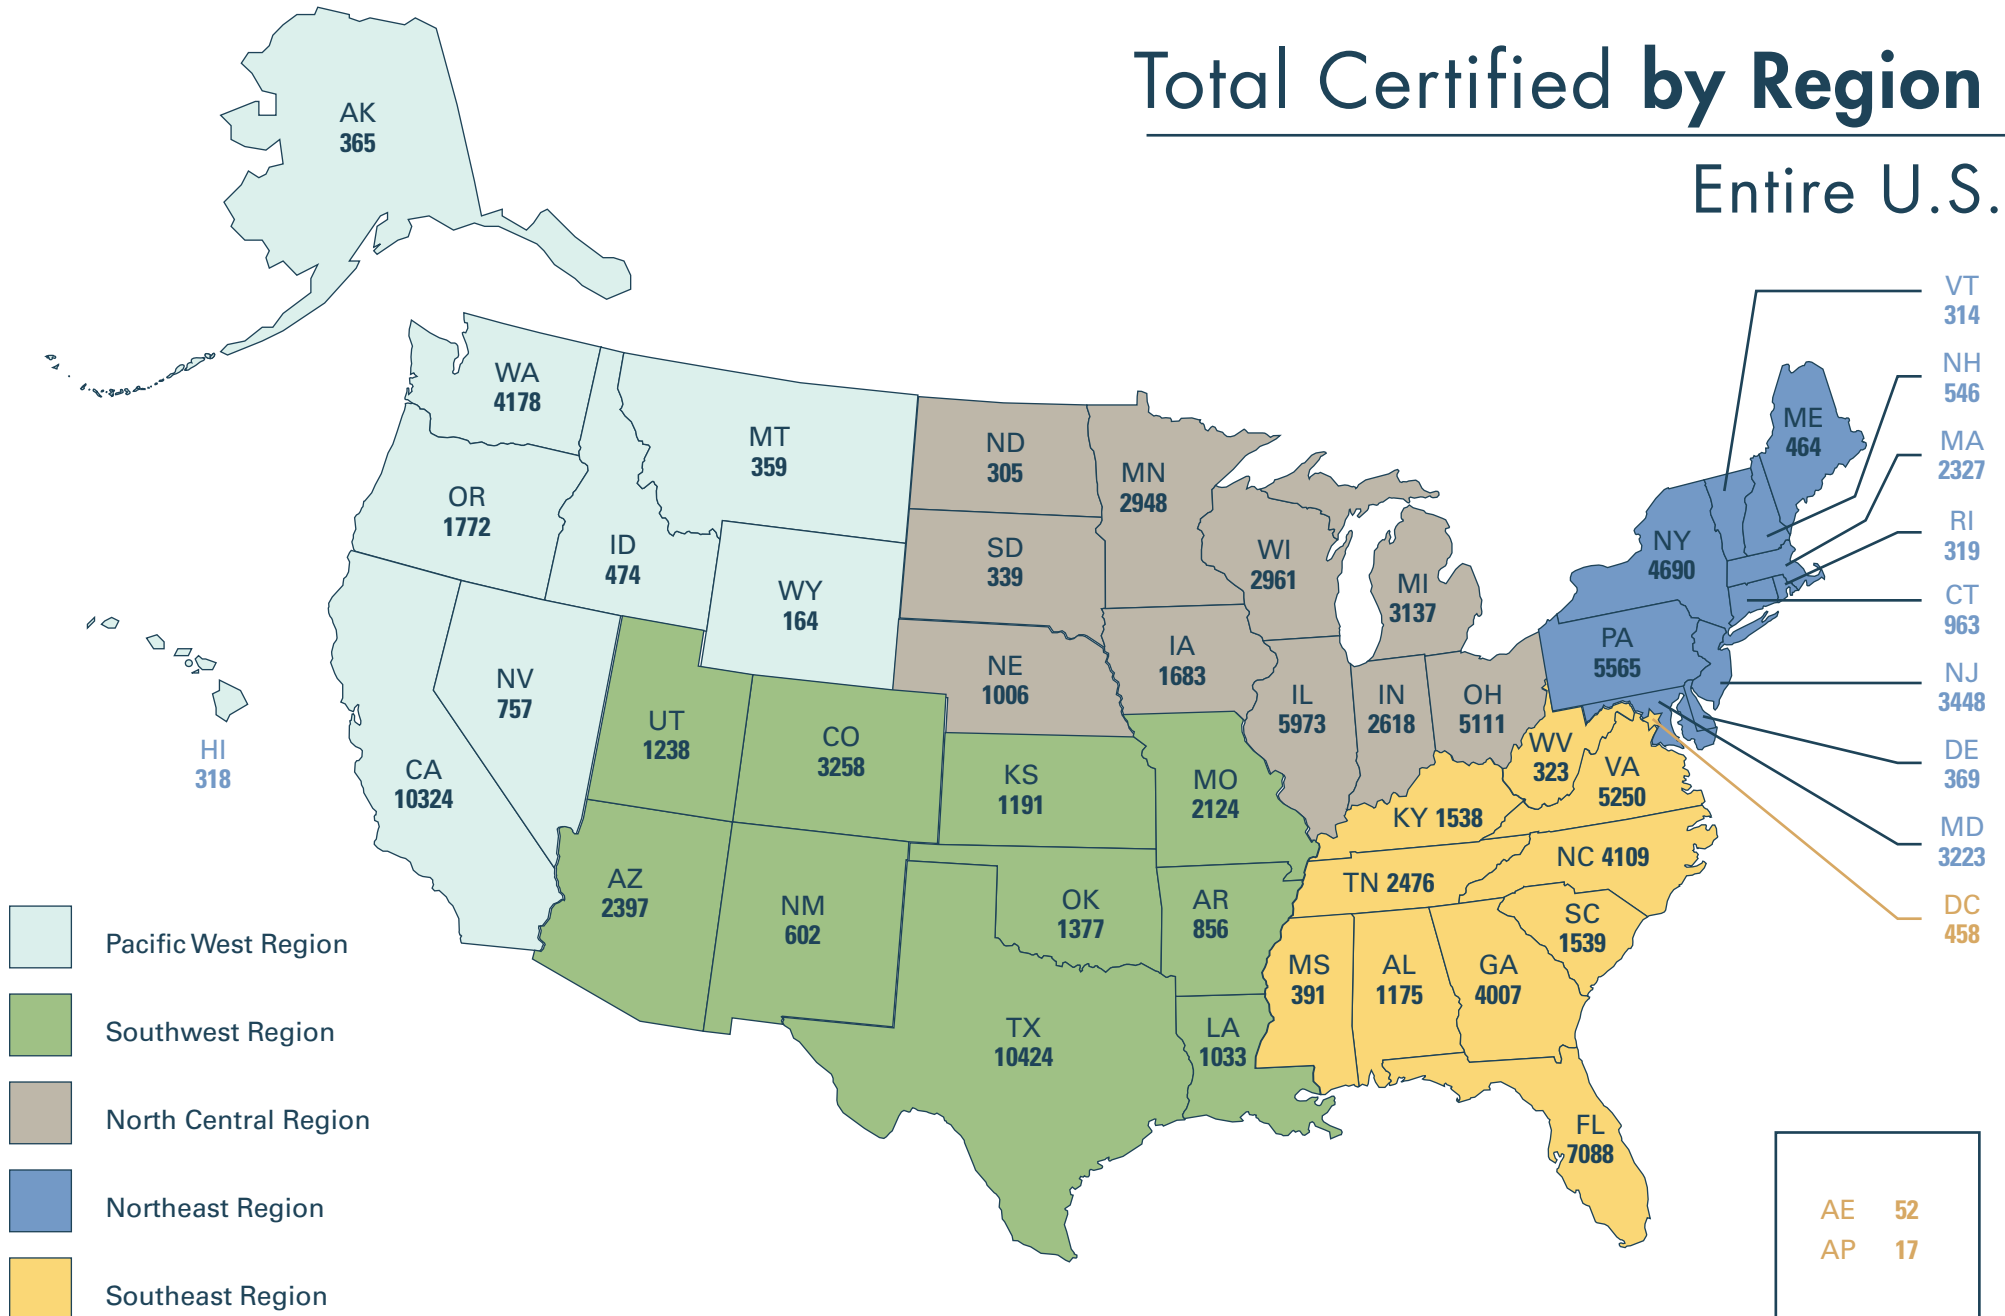 Total Certified by Region
Entire U.S.
AK
365
WA
4178
OR
1772
ID
474
MT
359
WY
164
NV
757
CA
10324
HI
318
UT
1238
CO
3258
AZ
2397
NM
602
KS
1191
OK
1377
TX
10424
MO
2124
AR
856
LA
1033
ND
305
SD
339
NE
1006
MN
2948
IA
1683
WI
2961
IL
5973
MI
3137
IN
2618
OH
5111
KY 1538
TN 2476
WV
323
VA
5250
NC 4109
SC
1539
MS
391
AL
1175
GA
4007
FL
7088
ME
464
NY
4690
PA
5565
VT
314
NH
546
MA
2327
RI
319
CT
963
NJ
3448
DE
369
MD
3223
DC
458
Pacific West Region
Southwest Region
North Central Region
Northeast Region
Southeast Region
AE 52
AP 17